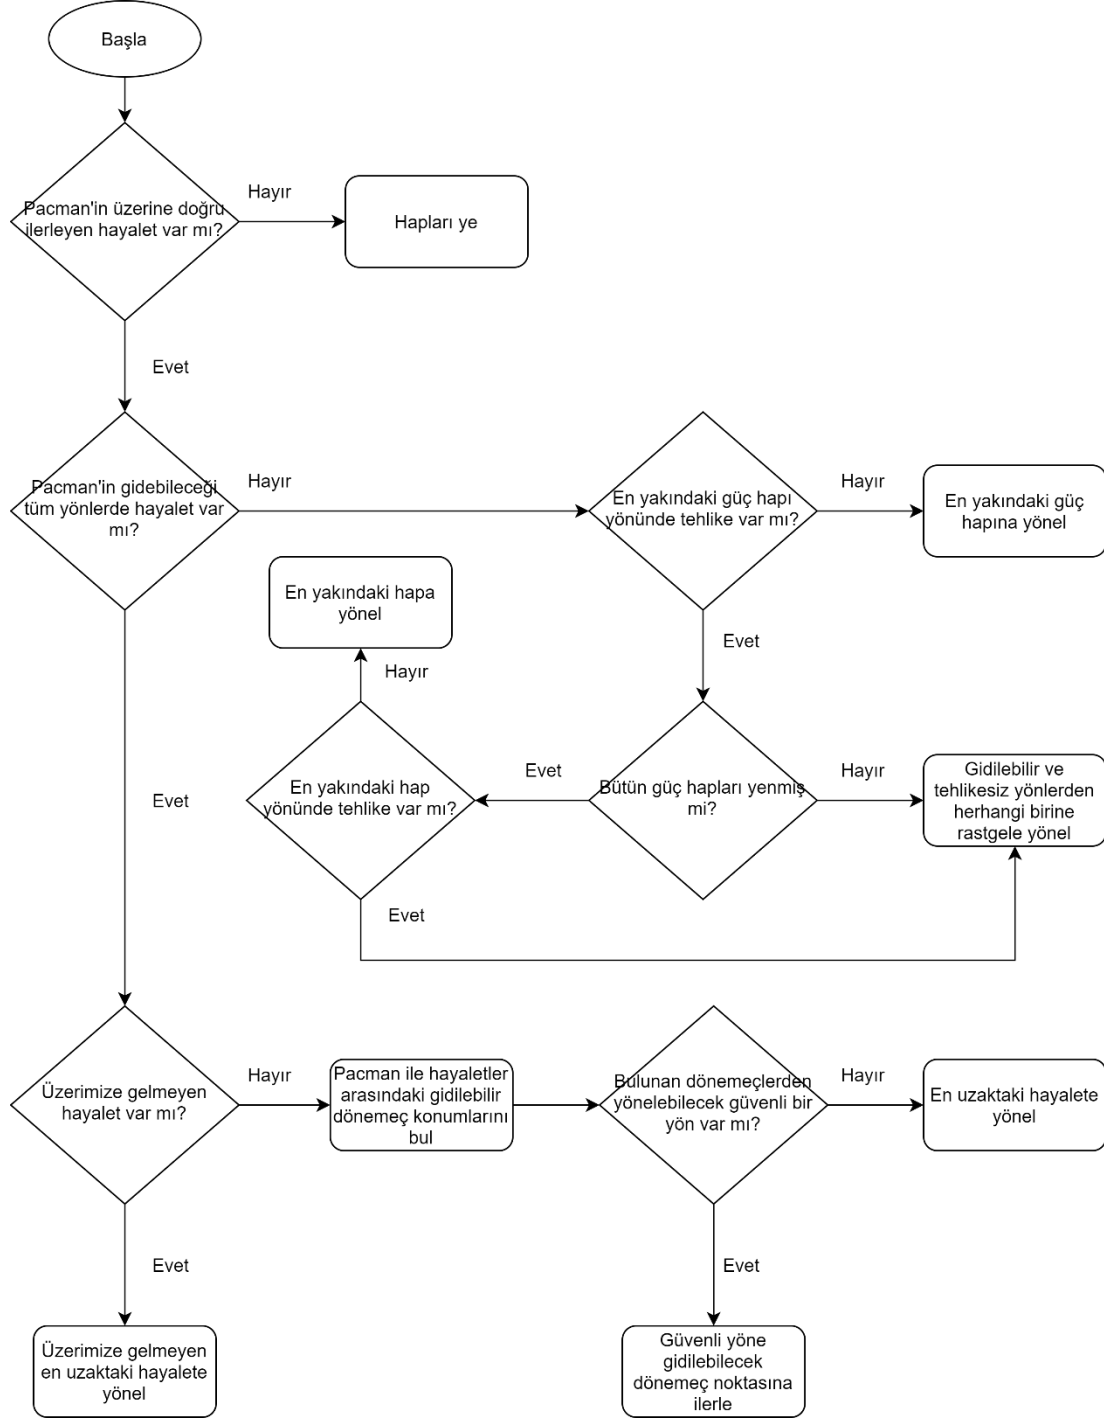 Başla
Pacman'in üzerine doğru
ilerleyen hayalet var mı?
Hayır
Hapları ye
Evet
Pacman'in gidebileceği
tüm yönlerde hayalet var
mı?
Hayır
En yakındaki güç hapı
yönünde tehlike var mı?
Hayır
En yakındaki güç
hapına yönel
En yakındaki hapa
yönel
Evet
Hayır
En yakındaki hap
yönünde tehlike var mı?
Evet
Bütün güç hapları yenmiş
mi?
Hayır
Gidilebilir ve
tehlikesiz yönlerden
herhangi birine
rastgele yönel
Evet
Evet
Üzerimize gelmeyen
hayalet var mı?
Hayır
Pacman ile hayaletler
arasındaki gidilebilir
dönemeç konumlarını
bul
Bulunan dönemeçlerden
yönelebilecek güvenli bir
yön var mı?
Hayır
En uzaktaki hayalete
yönel
Evet
Evet
Üzerimize gelmeyen
en uzaktaki hayalete
yönel
Güvenli yöne
gidilebilecek
dönemeç noktasına
ilerle